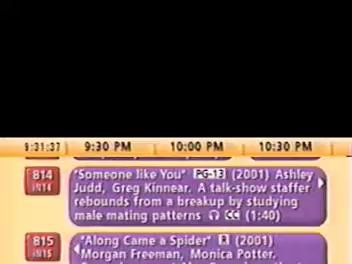 9:31:37 9:30 PM 10:00 PM 10:30 PM
814 "Someone like You" PG-13 (2001) Ashley
IN14 Judd, Greg Kinnear. A talk-show staffer
rebounds from a breakup by studying
male mating patterns CC (1:40)
815 "Along Came a Spider" R (2001)
IN15 Morgan Freeman, Monica Potter.